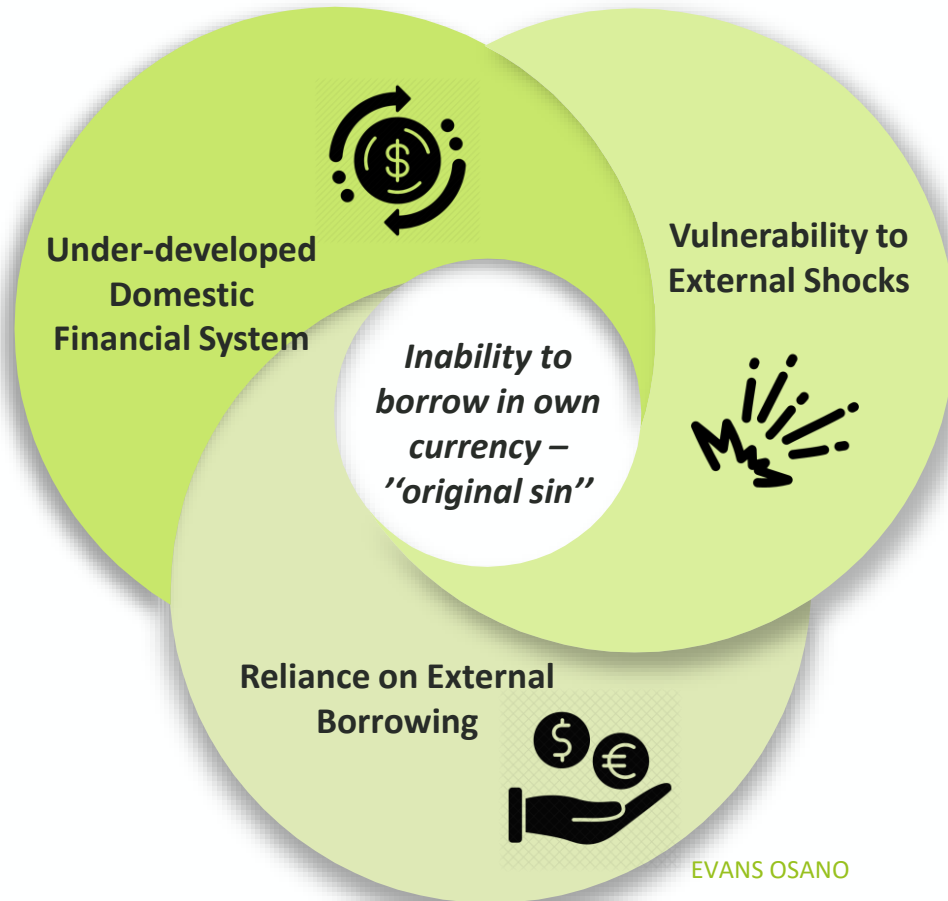 Under-developed
Domestic
Financial System
Vulnerability to
External Shocks
Inability to
borrow in own
currency –
’’original sin’’
Reliance on External
Borrowing
$
$
€
EVANS OSANO